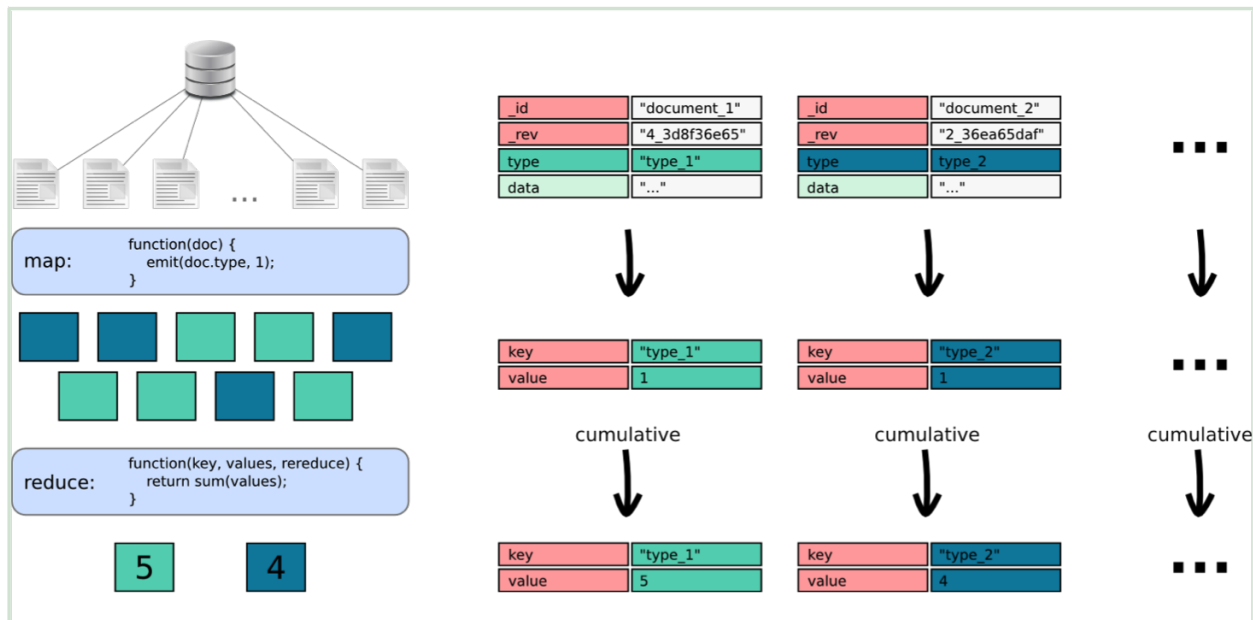 ...
map:
function(doc) {
emit(doc.type, 1);
}
reduce:
function(key, values, rereduce) {
return sum(values);
}
5 4
_id "document_1"
_rev "4_3d8f36e65"
type "type_1"
data "..."
_id "document_2"
_rev "2_36ea65daf"
type type_2
data "..."
...
key "type_1"
value 1
key "type_2"
value 1
...
cumulative cumulative cumulative
key "type_1"
value 5
key "type_2"
value 4
...